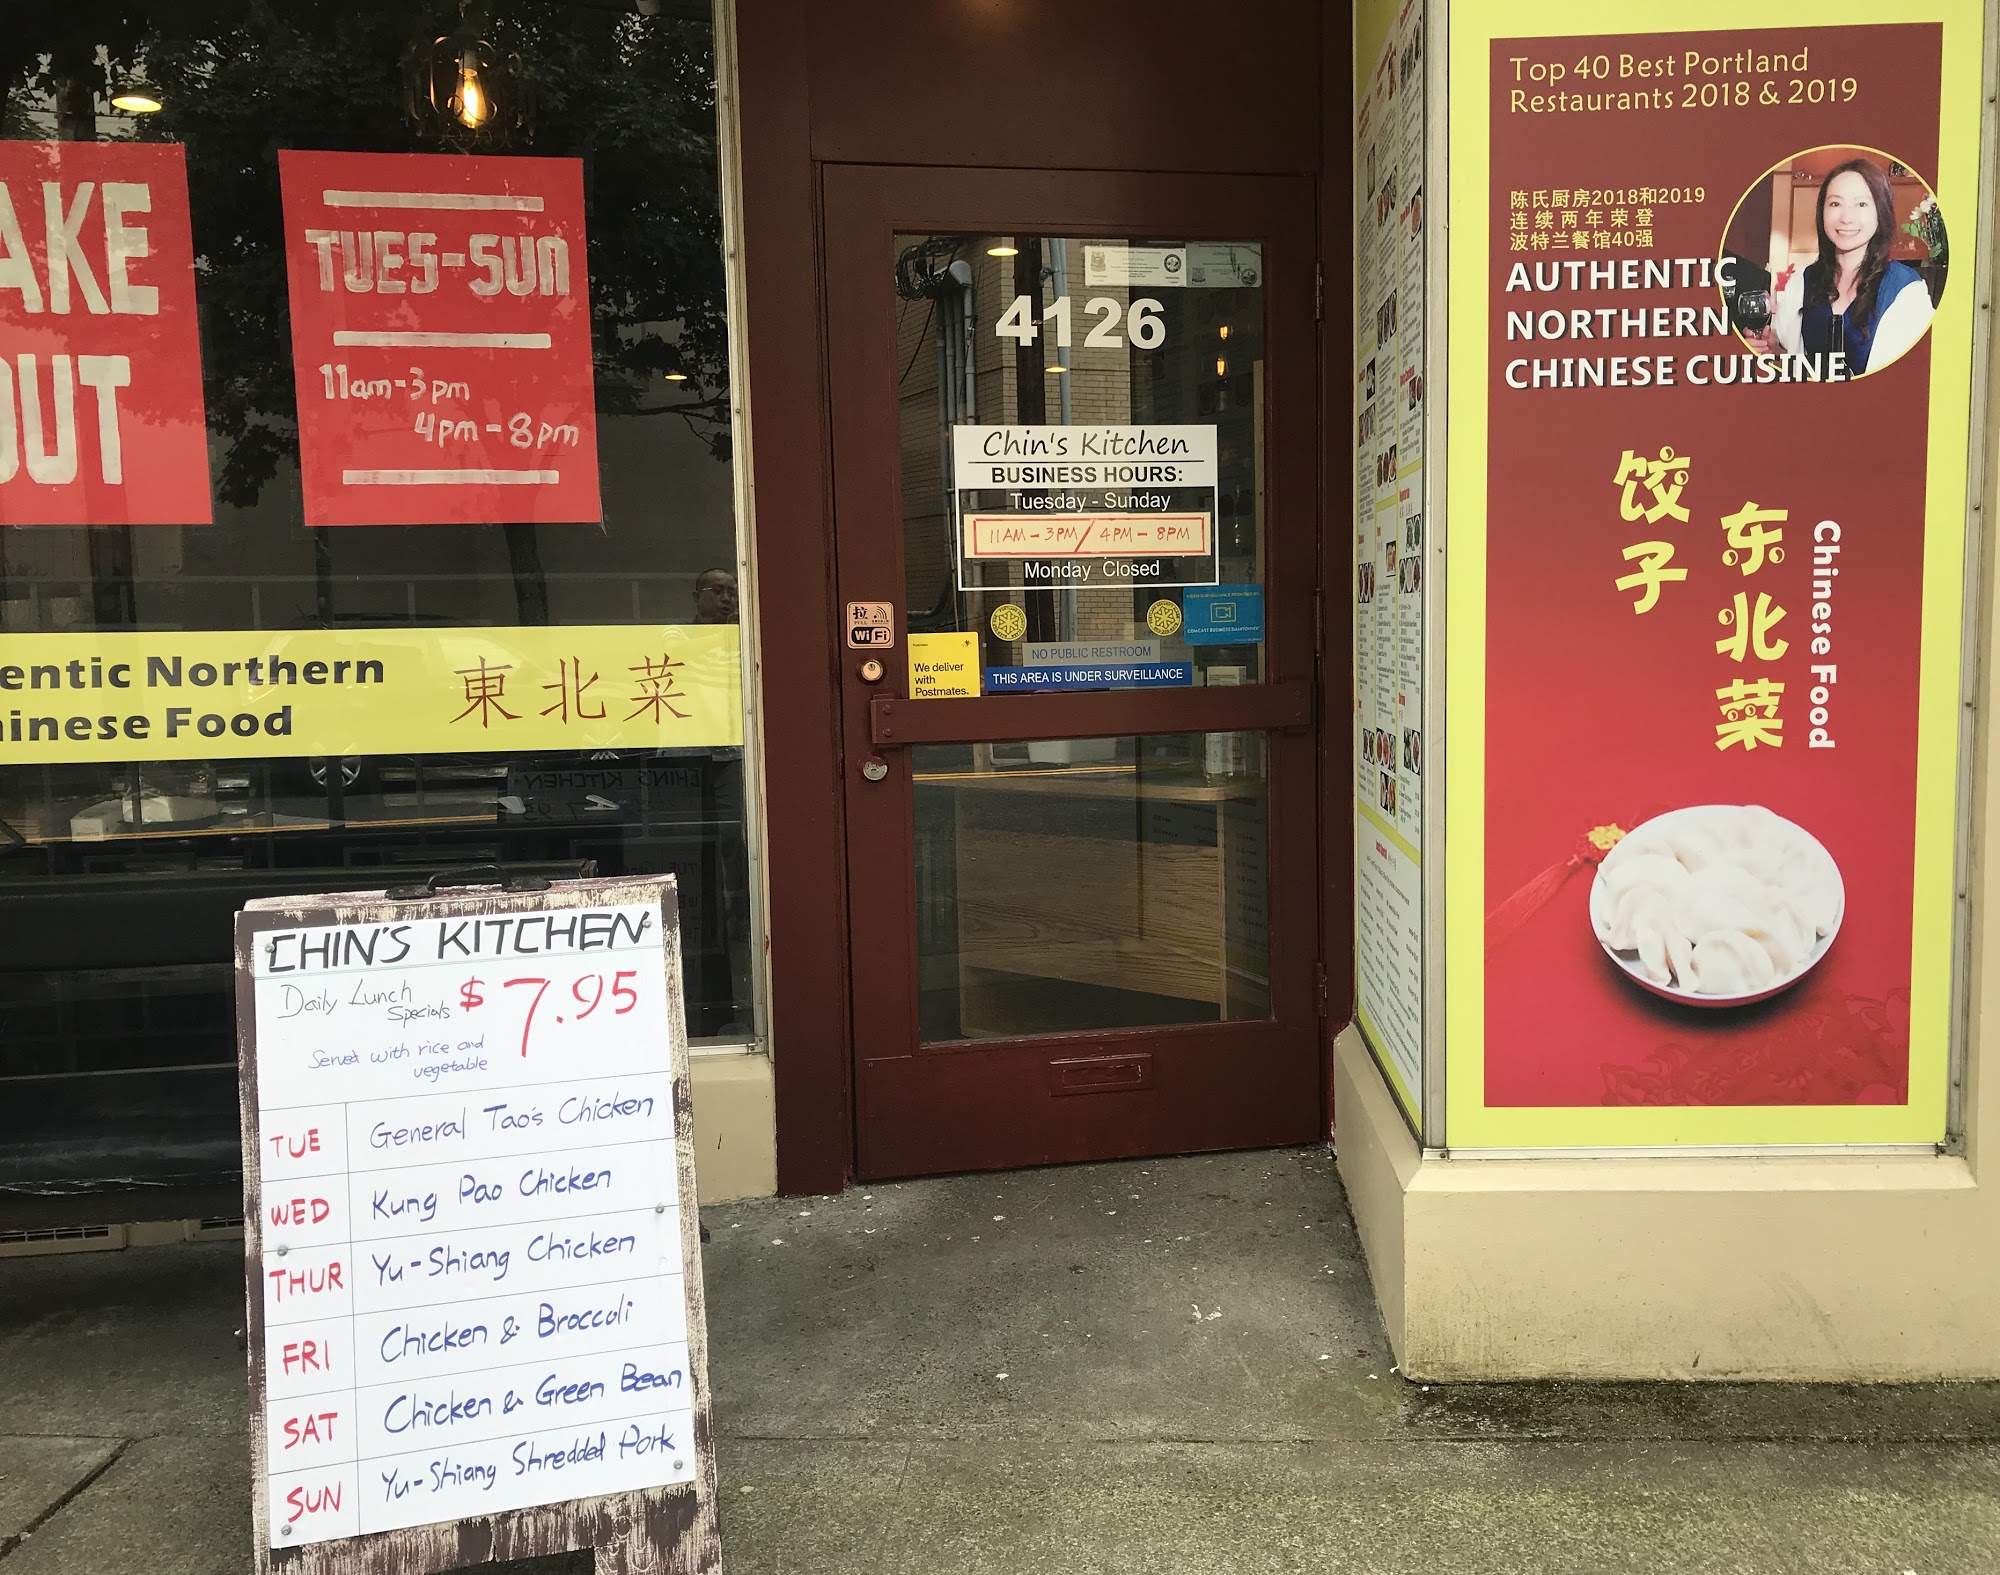 AKE
OUT
TUES-SUN
11am-3pm
4pm-8pm
entic Northern
inese Food
東北菜
4126
Chin's Kitchen
BUSINESS HOURS:
Tuesday - Sunday
11AM-3PM/4PM-8PM
Monday Closed
拉
PULL
WiFi
We deliver
with
Postmates.
NO PUBLIC RESTROOM
THIS AREA IS UNDER SURVEILLANCE
COMCAST BUSINESS
Top 40 Best Portland
Restaurants 2018 & 2019
陈氏厨房2018和2019
连续两年荣登
波特兰餐馆40强
AUTHENTIC
NORTHERN
CHINESE CUISINE
饺子
东北菜
Chinese Food
CHIN'S KITCHEN
Daily Lunch
Specials
$7.95
Served with rice and
vegetable
TUE General Tao's Chicken
WED Kung Pao Chicken
THUR Yu-Shiang Chicken
FRI Chicken & Broccoli
SAT Chicken & Green Bean
SUN Yu-Shiang Shredded Pork